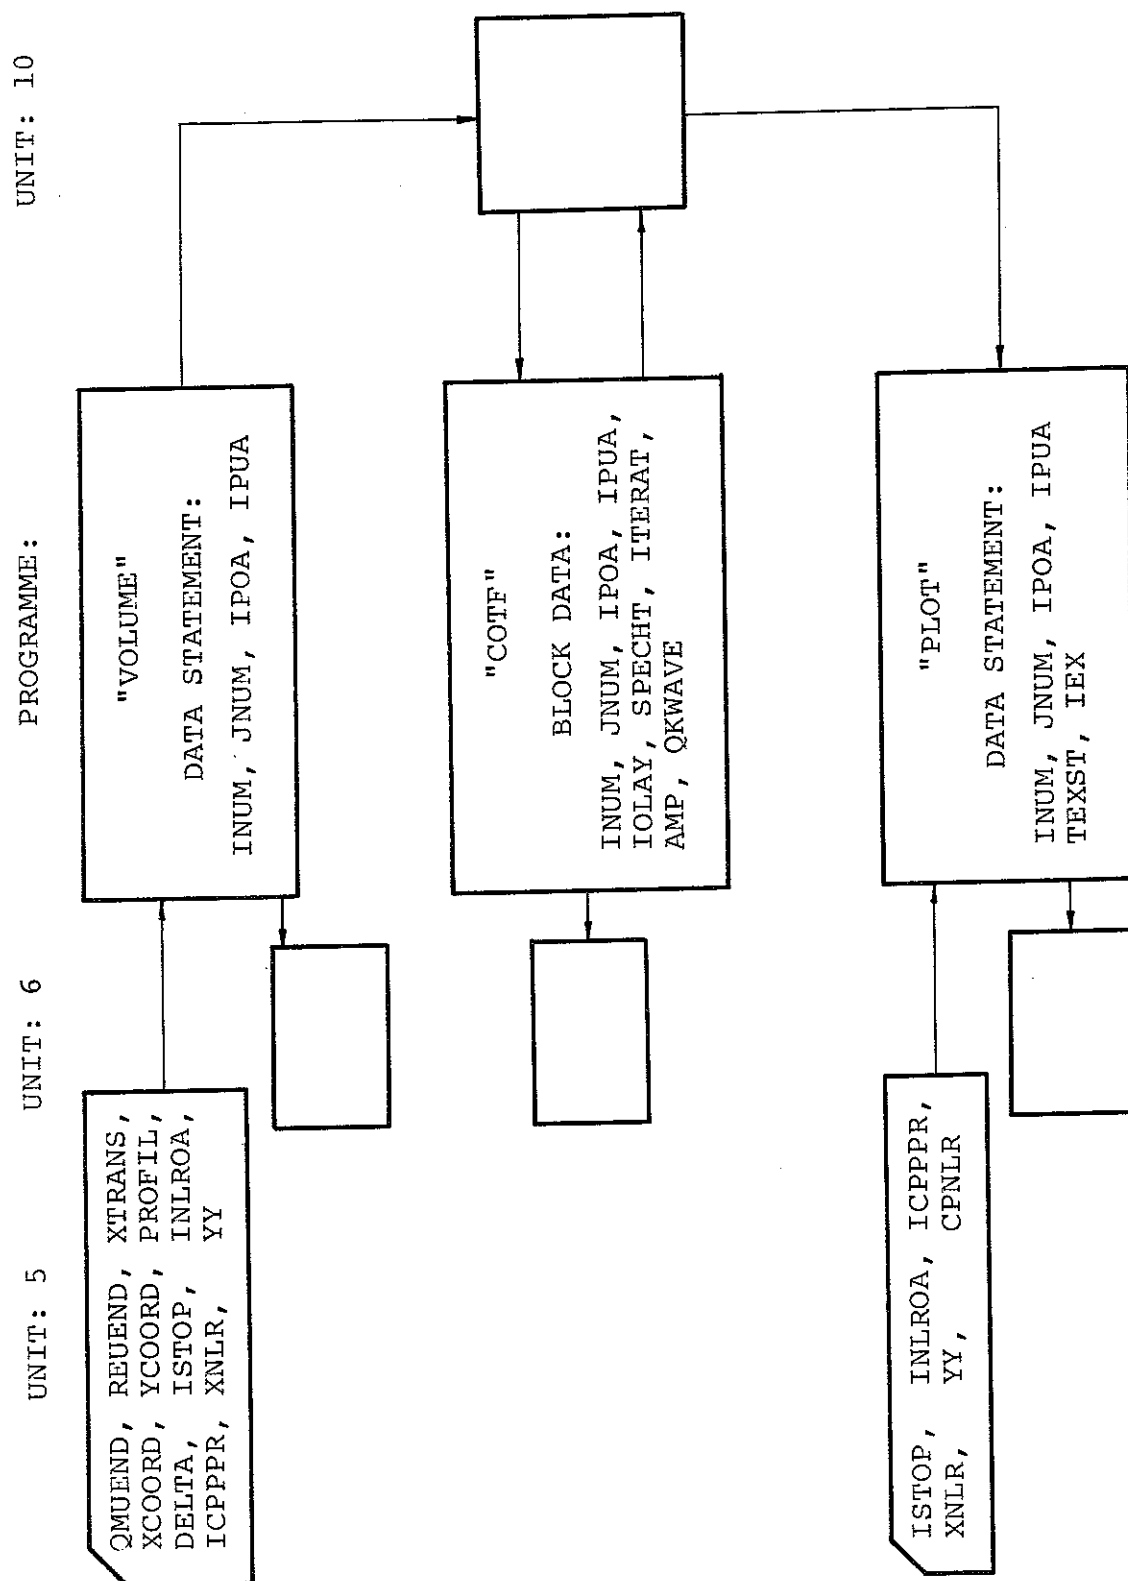 UNIT: 5
UNIT: 6
PROGRAMME:
UNIT: 10
QMUEND, REUEND, XTRANS,
XCOORD, YCOORD, PROFIL,
DELTA, ISTOP, INLROA,
ICPPPR, XNLR, YY
"VOLUME"
DATA STATEMENT:
INUM, JNUM, IPOA, IPUA
"COTF"
BLOCK DATA:
INUM, JNUM, IPOA, IPUA,
IOLAY, SPECHT, ITERAT,
AMP, QKWAVE
ISTOP, INLROA, ICPPPR,
XNLR, YY, CPNLR
"PLOT"
DATA STATEMENT:
INUM, JNUM, IPOA, IPUA
TEXST, IEX